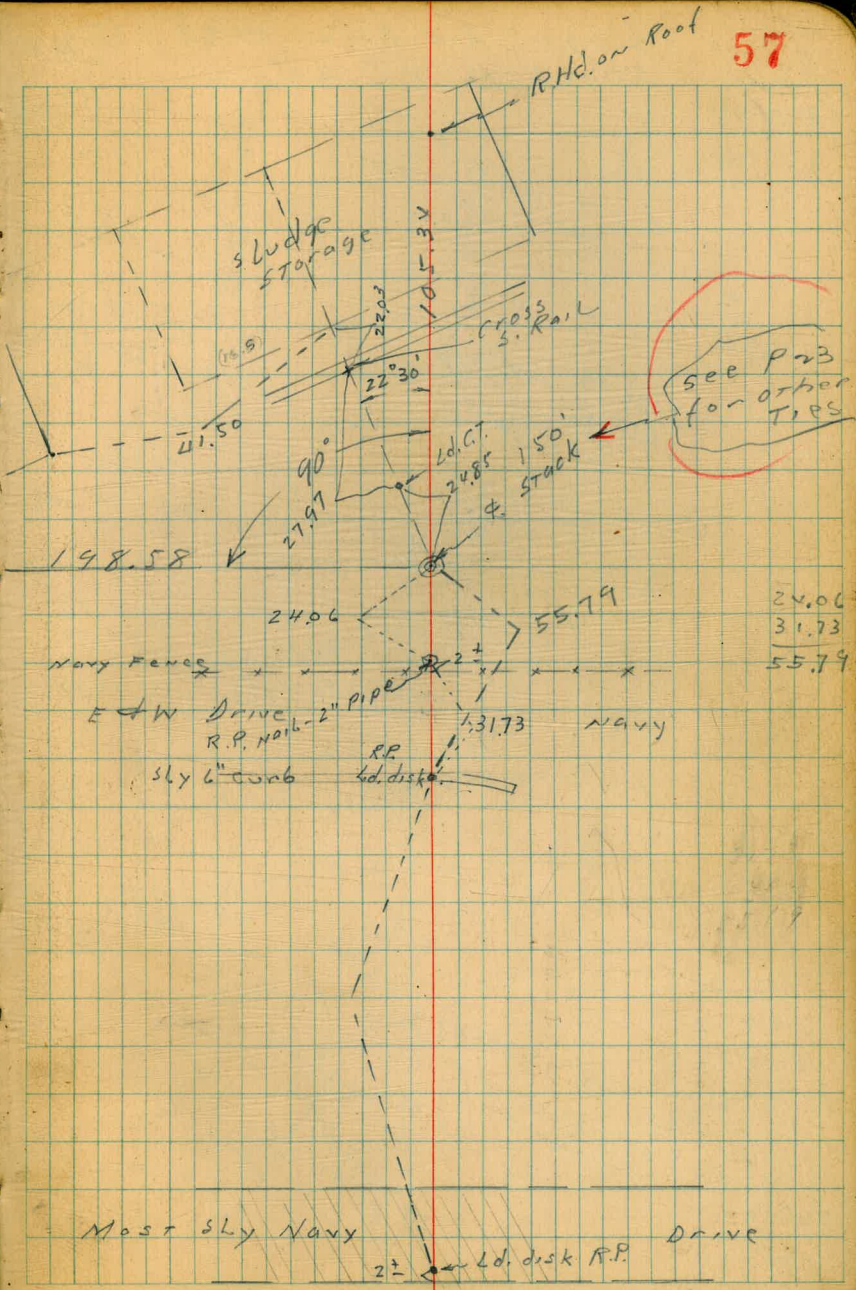 57
R.Hd. on Roof
Sludge
Storage
105.34
22.03
Cross
S. Rail
(15.5)
22°30'
See P 23
for other
Ties
41.50
90°
Ld.C.T.
24.85
150'
¢ Stack
27.97
198.58
24.06
55.79
24.06
31.73
55.79
Navy Fence
2±
E & W Drive
R.P. Nail - 2" Pipe
31.73
Navy
R.P.
Sly 6" Curb
Ld. disk
Most Sly Navy
Drive
2±
Ld. disk R.P.